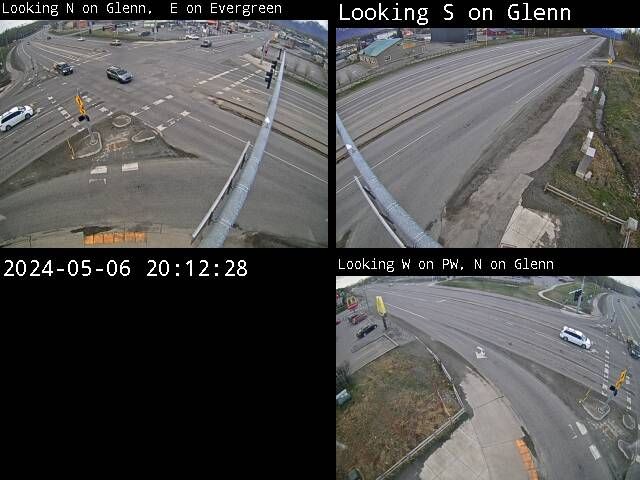 Looking N on Glenn, E on Evergreen
Looking S on Glenn
2024-05-06 20:12:28
Looking W on PW, N on Glenn